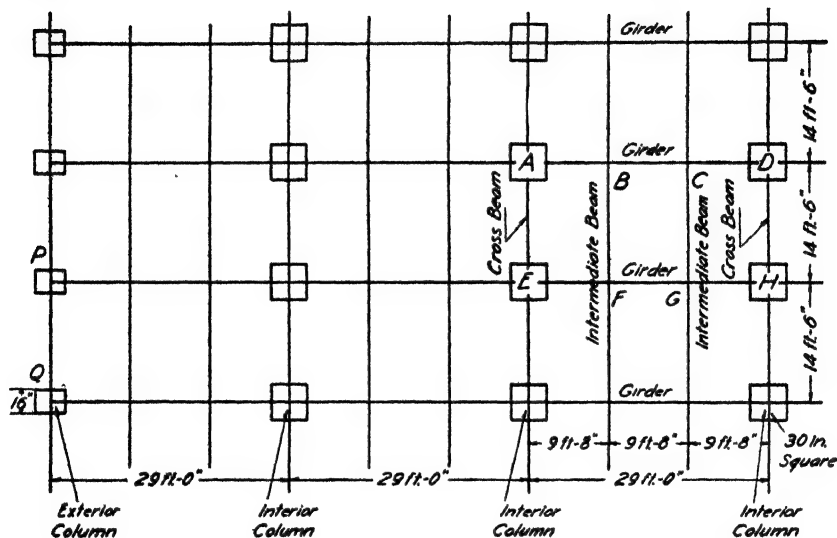 Girder
14 ft.-6"
A
Girder
D
B
C
Cross Beam
Intermediate Beam
Intermediate Beam
Cross Beam
14 ft.-6"
P
E
Girder
H
F
G
14 ft.-6"
Q
Girder
9 ft.-8"
9 ft.-8"
9 ft.-8"
30 In.
Square
29 ft.-0"
29 ft.-0"
29 ft.-0"
Exterior
Column
Interior
Column
Interior
Column
Interior
Column